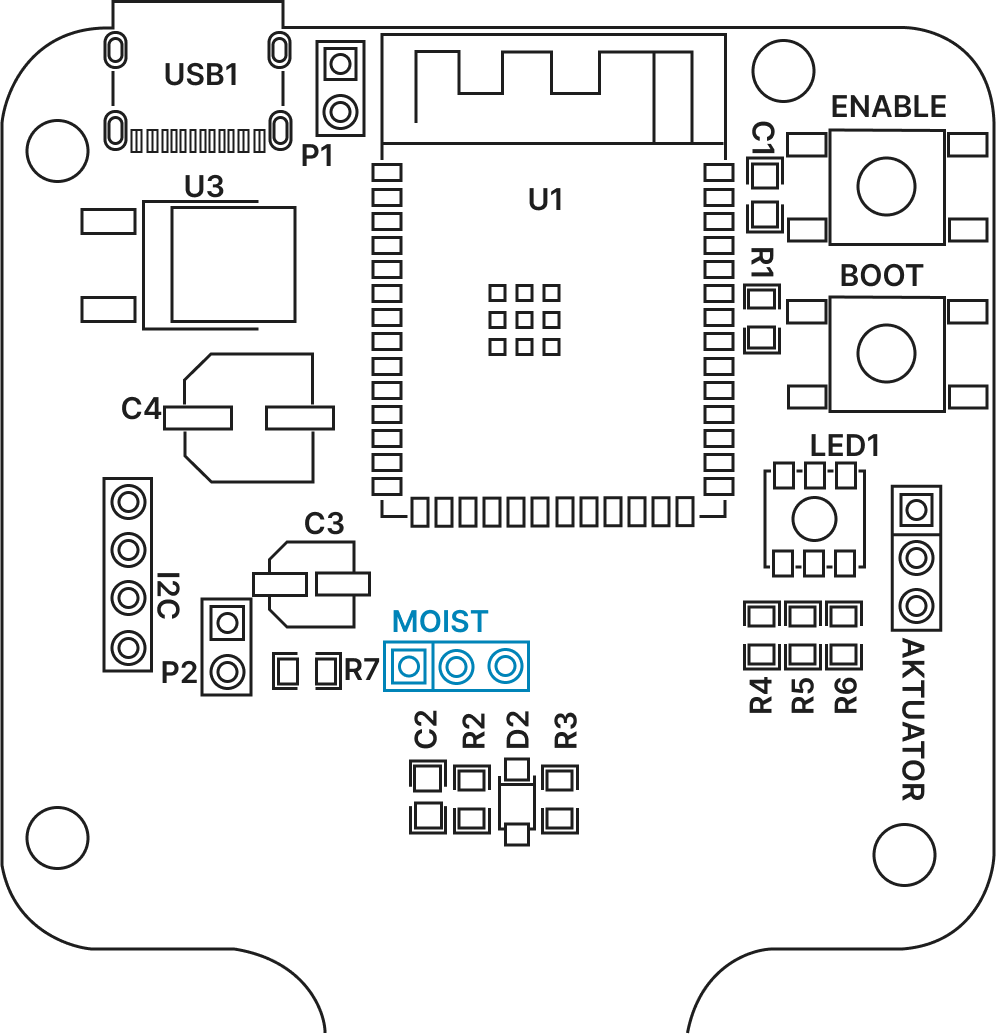 USB1
P1
ENABLE
C1
U3
U1
R1
BOOT
C4
LED1
C3
I2C
MOIST
P2
R7
AKTUATOR
R4
R5
R6
C2
R2
D2
R3